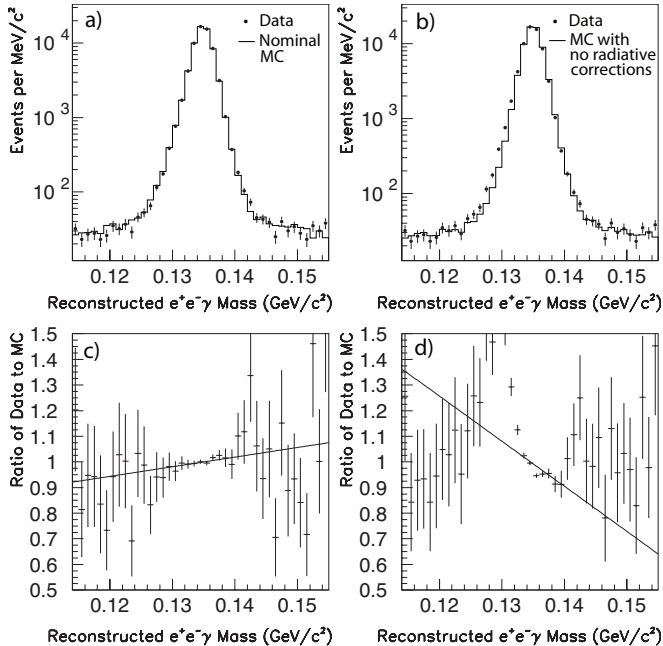 a)
Data
Nominal
MC
Events per MeV/c²
10⁴
10³
10²
0.12 0.13 0.14 0.15
Reconstructed e⁺e⁻γ Mass (GeV/c²)
b)
Data
MC with
no radiative
corrections
Events per MeV/c²
10⁴
10³
10²
0.12 0.13 0.14 0.15
Reconstructed e⁺e⁻γ Mass (GeV/c²)
c)
Ratio of Data to MC
1.5
1.4
1.3
1.2
1.1
1.0
0.9
0.8
0.7
0.6
0.5
0.12 0.13 0.14 0.15
Reconstructed e⁺e⁻γ Mass (GeV/c²)
d)
Ratio of Data to MC
1.5
1.4
1.3
1.2
1.1
1.0
0.9
0.8
0.7
0.6
0.5
0.12 0.13 0.14 0.15
Reconstructed e⁺e⁻γ Mass (GeV/c²)